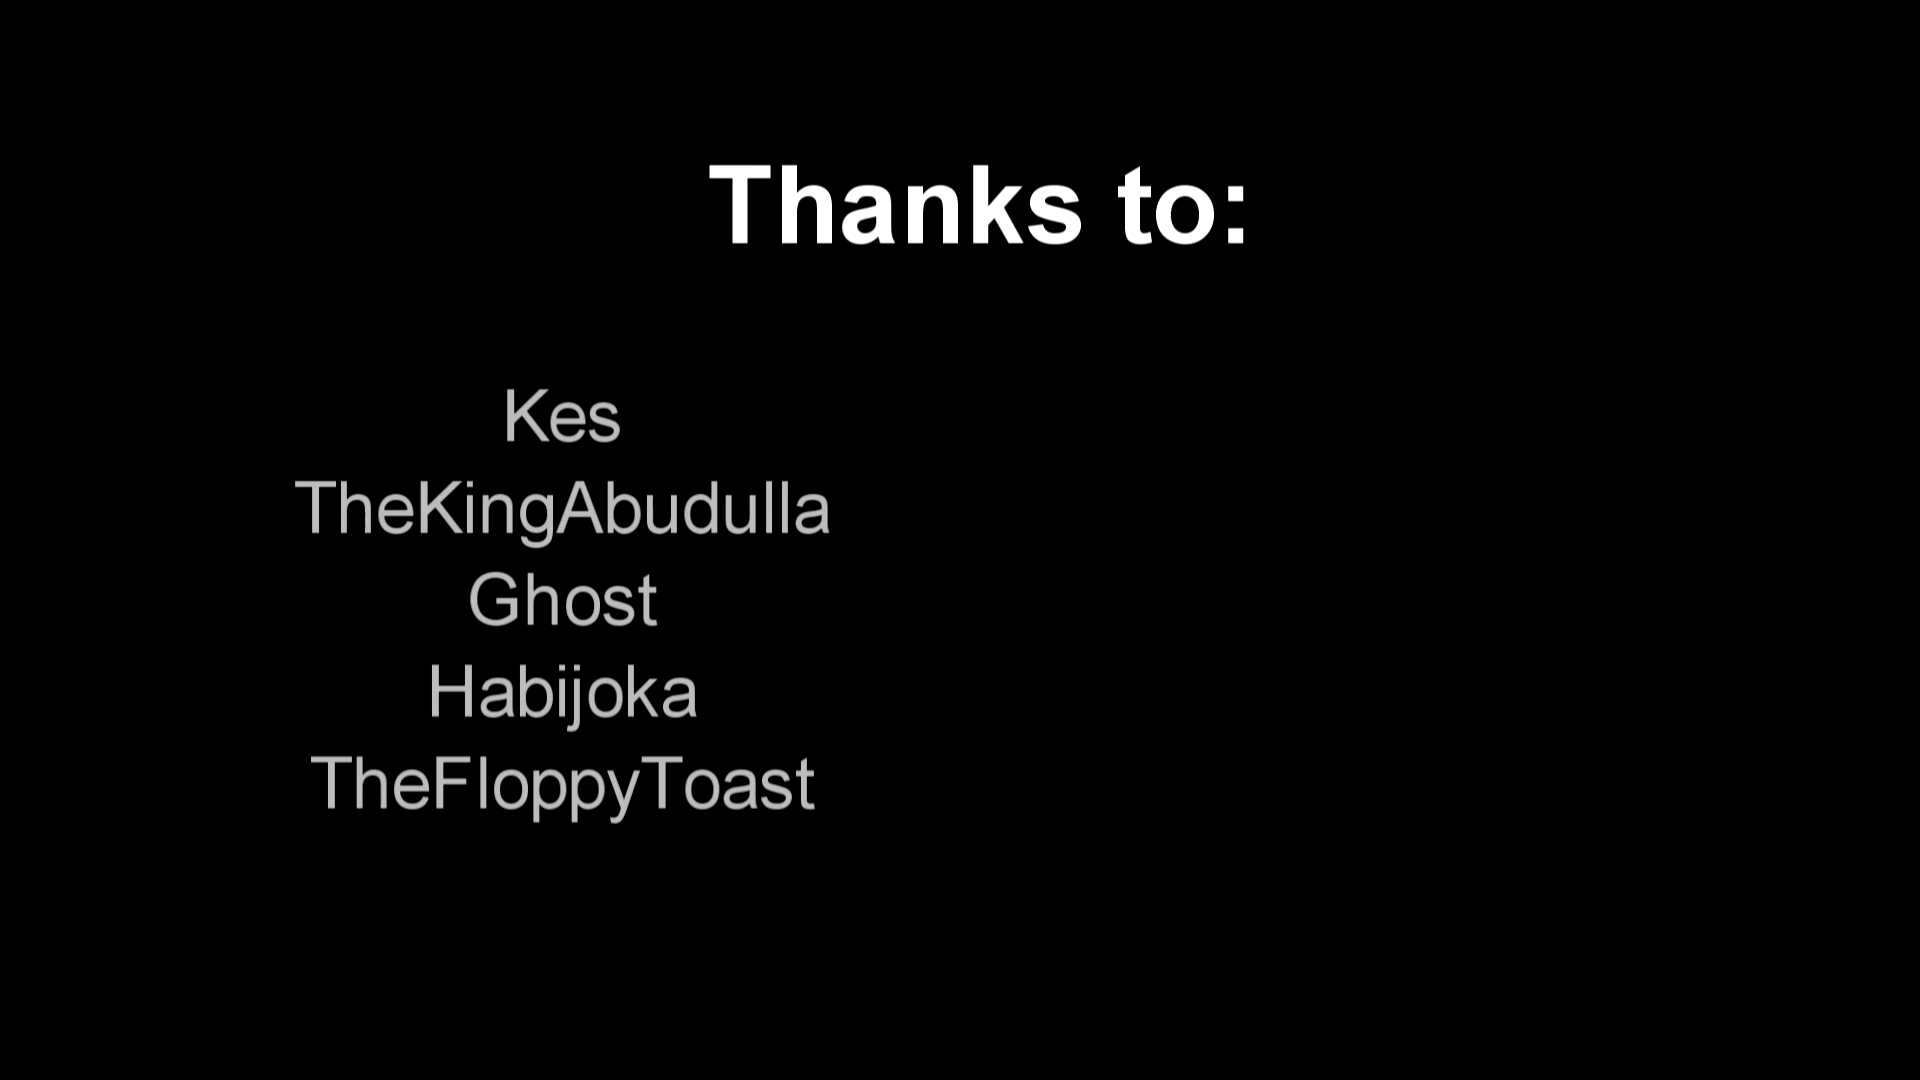 Thanks to:
Kes
TheKingAbudulla
Ghost
Habijoka
TheFloppyToast